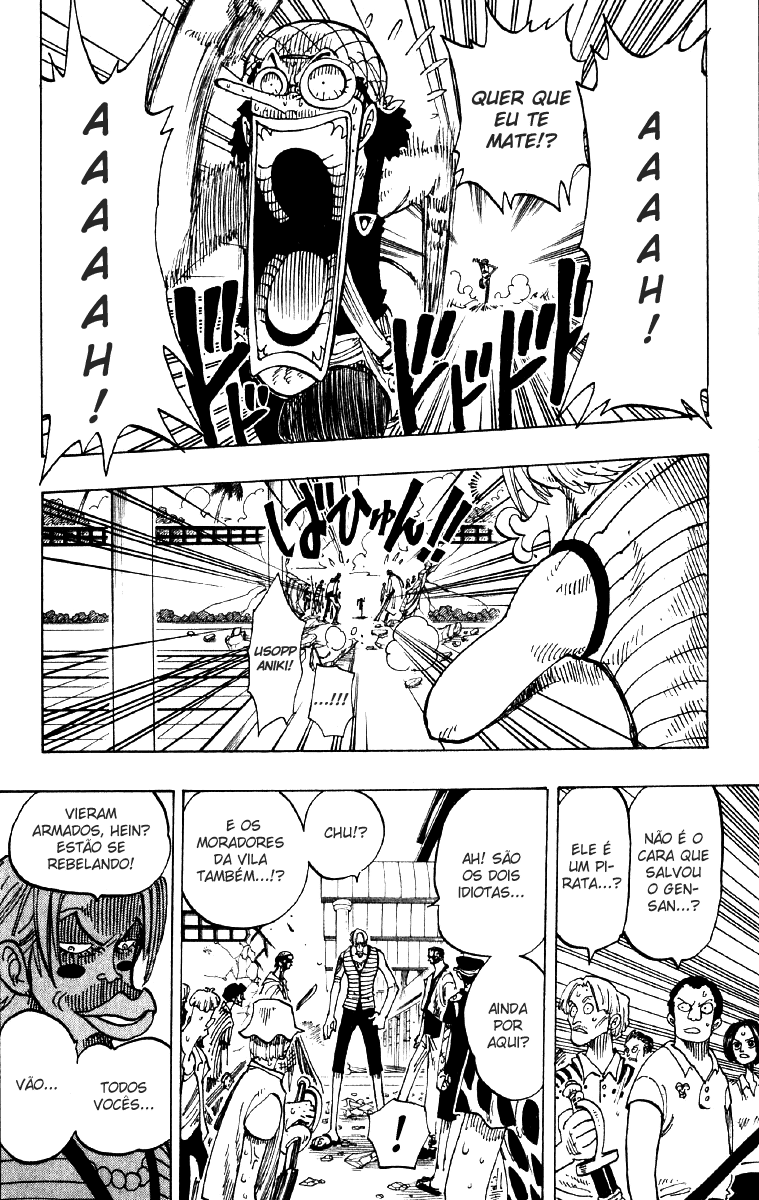 AAAAH!
QUER QUE
EU TE
MATE!?
AAAAAAH!
ドドドドドド
ばひゅん!!
USOPP
ANIKI!
...!!!
NÃO É O
CARA QUE
SALVOU
O GEN-
SAN...?
ELE É
UM PI-
RATA...?
AH! SÃO
OS DOIS
IDIOTAS...
AINDA
POR
AQUI?
CHU!?
E OS
MORADORES
DA VILA
TAMBÉM...!?
!
VIERAM
ARMADOS, HEIN?
ESTÃO SE
REBELANDO!
TODOS
VOCÊS...
VÃO...